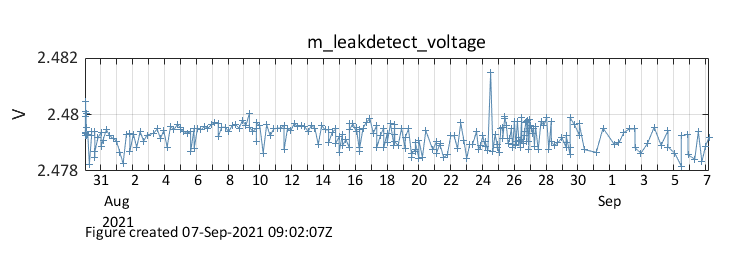 m_leakdetect_voltage
2.482
2.48
2.478
V
31 2 4 6 8 10 12 14 16 18 20 22 24 26 28 30 1 3 5 7
Aug Sep
2021
Figure created 07-Sep-2021 09:02:07Z